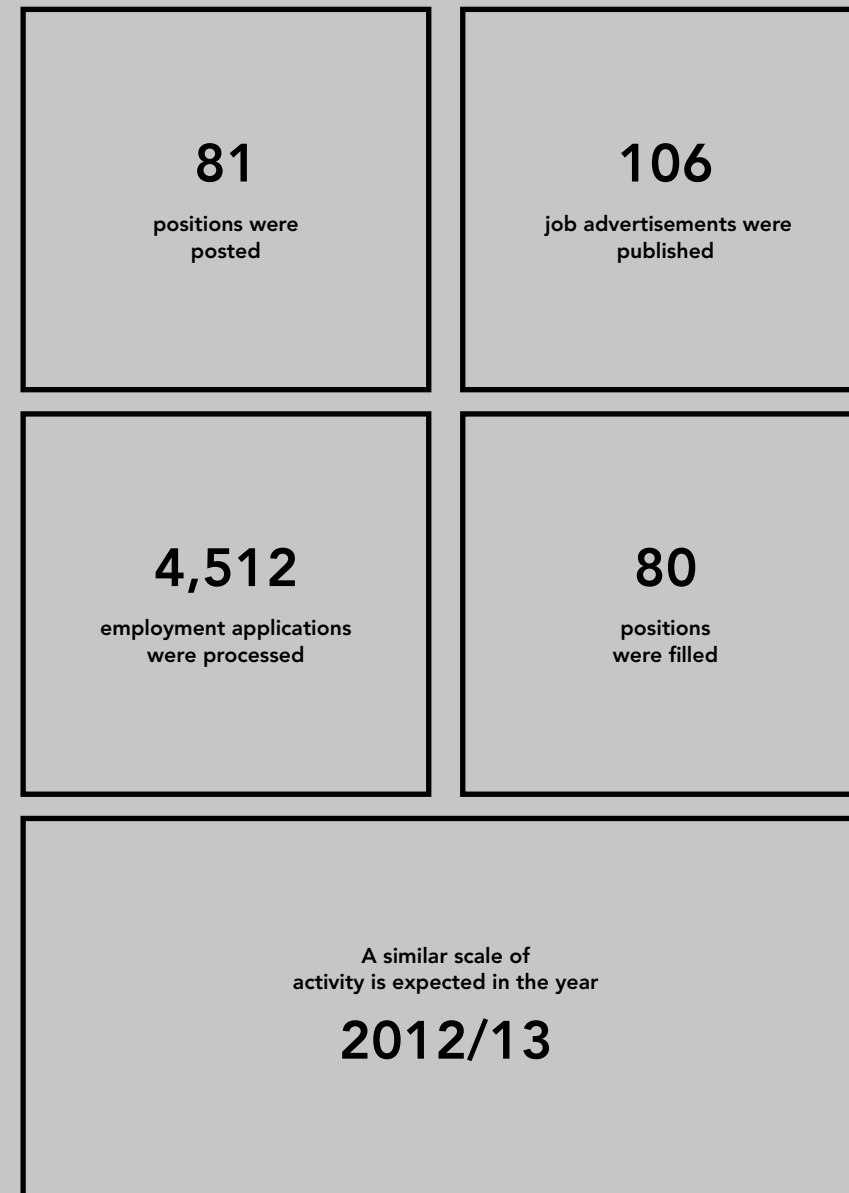 81
positions were
posted
106
job advertisements were
published
4,512
employment applications
were processed
80
positions
were filled
A similar scale of
activity is expected in the year
2012/13